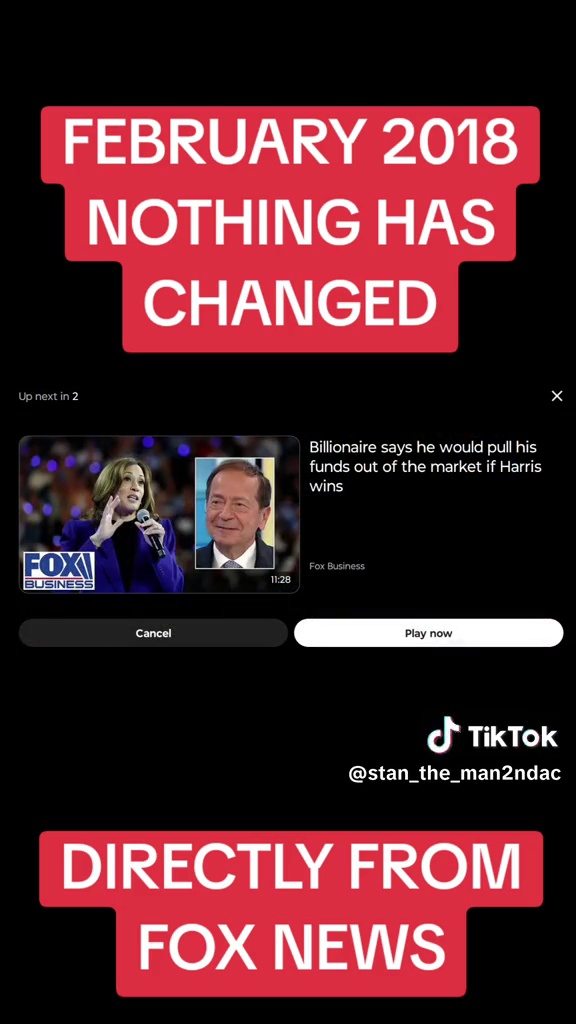 FEBRUARY 2018
NOTHING HAS
CHANGED
Up next in 2
Billionaire says he would pull his
funds out of the market if Harris
wins
FOX
BUSINESS
11:28
Fox Business
Cancel
Play now
TikTok
@stan_the_man2ndac
DIRECTLY FROM
FOX NEWS